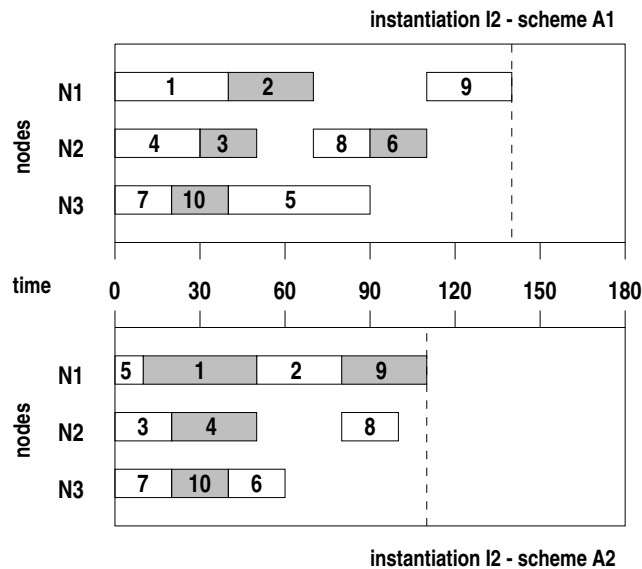 instantiation I2 - scheme A1
nodes
N1 1 2 9
N2 4 3 8 6
N3 7 10 5
time 0 30 60 90 120 150 180
nodes
N1 5 1 2 9
N2 3 4 8
N3 7 10 6
instantiation I2 - scheme A2